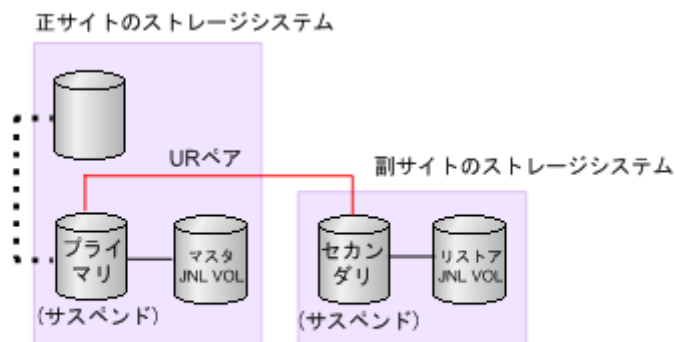 正サイトのストレージシステム
URペア
副サイトのストレージシステム
プライ
マリ
マスタ
JNL VOL
セカン
ダリ
リストア
JNL VOL
(サスペンド)
(サスペンド)